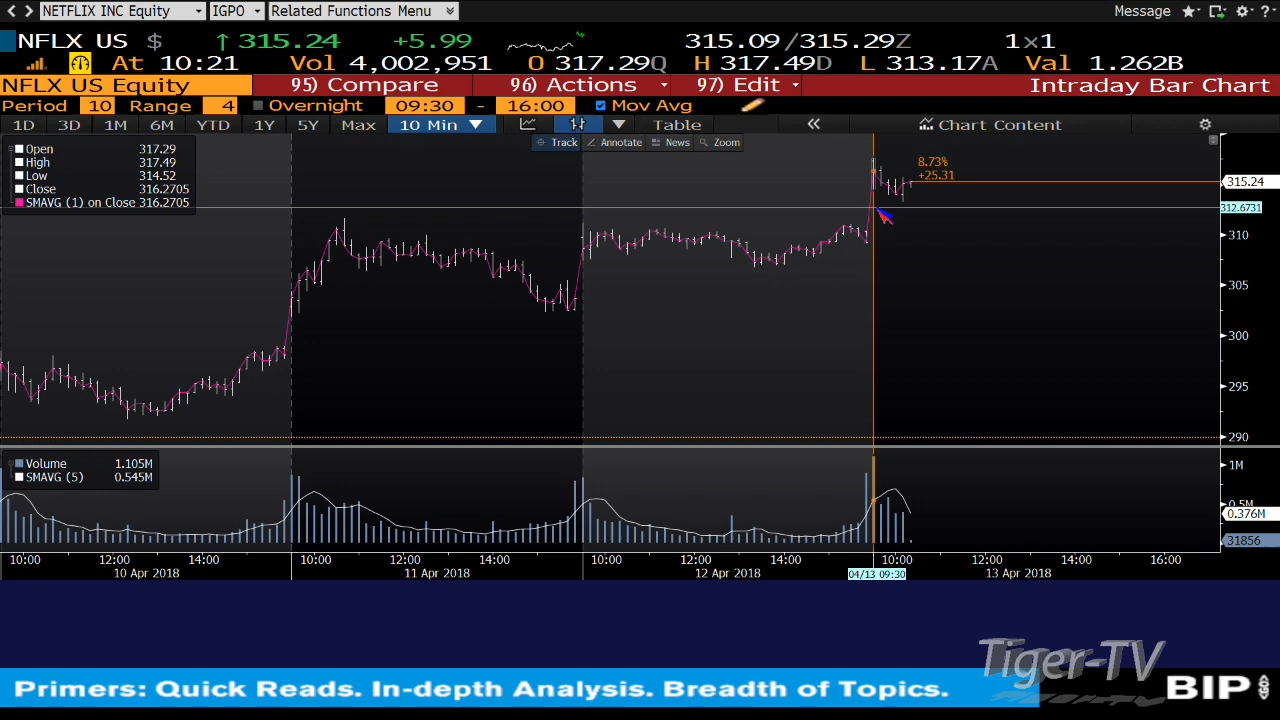 NETFLIX INC Equity IGPO Related Functions Menu Message
NFLX US $ ↑ 315.24 +5.99 315.09/315.29Z 1x1
At 10:21 Vol 4,002,951 O 317.29Q H 317.49D L 313.17A Val 1.262B
NFLX US Equity 95) Compare 96) Actions 97) Edit Intraday Bar Chart
Period 10 Range 4 Overnight 09:30 - 16:00 Mov Avg
1D 3D 1M 6M YTD 1Y 5Y Max 10 Min Table « Chart Content
Track Annotate News Zoom
Open 317.29
High 317.49
Low 314.52
Close 316.2705
SMAVG (1) on Close 316.2705
8.73%
+25.31
315.24
312.6731
310
305
300
295
290
Volume 1.105M
SMAVG (5) 0.545M
1M
0.5M
0.376M
31856
10:00 12:00 14:00 10:00 12:00 14:00 10:00 12:00 14:00 10:00 12:00 14:00 16:00
10 Apr 2018 11 Apr 2018 12 Apr 2018 04/13 09:30 13 Apr 2018
Tiger-TV
Primers: Quick Reads. In-depth Analysis. Breadth of Topics.
BIP